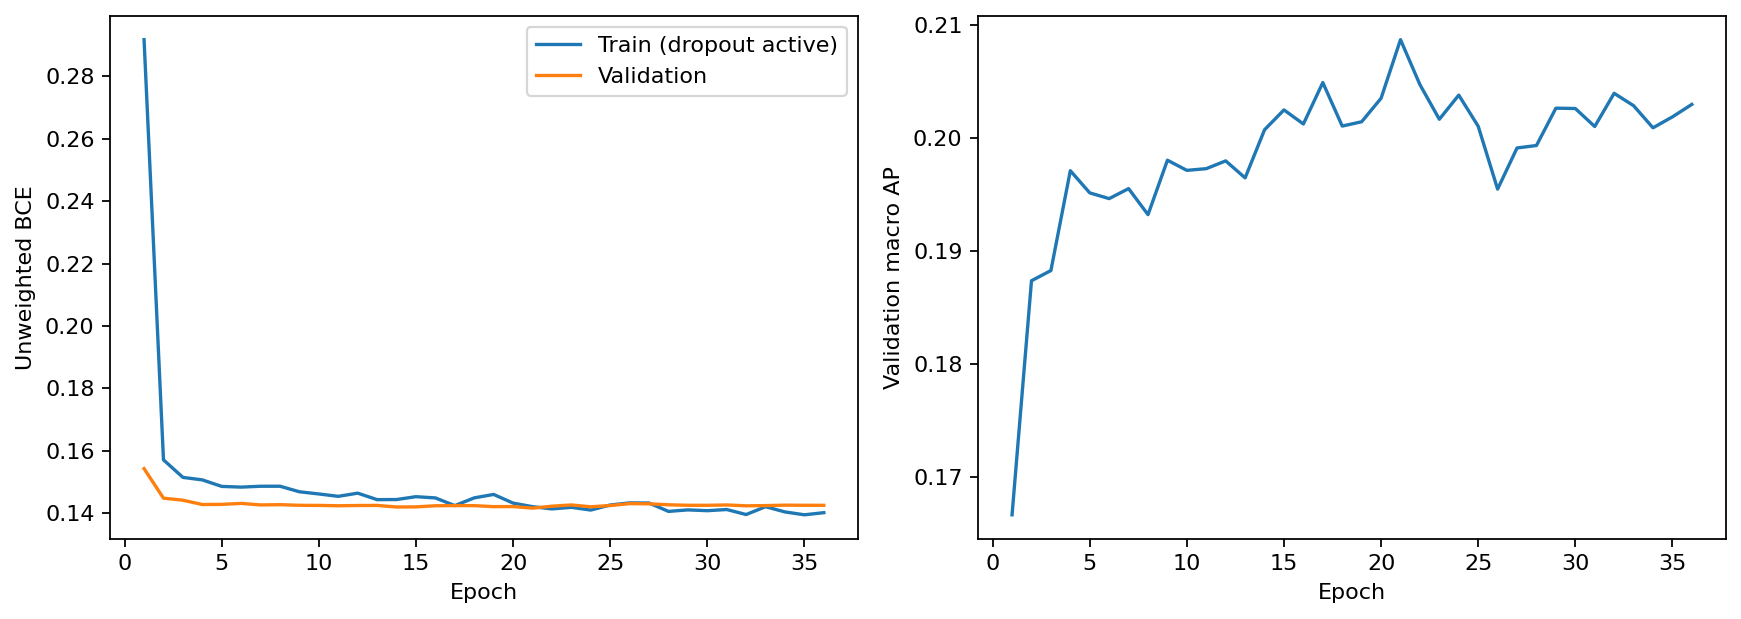 Unweighted BCE
0.28
0.26
0.24
0.22
0.20
0.18
0.16
0.14
Train (dropout active)
Validation
0 5 10 15 20 25 30 35
Epoch
Validation macro AP
0.21
0.20
0.19
0.18
0.17
0 5 10 15 20 25 30 35
Epoch